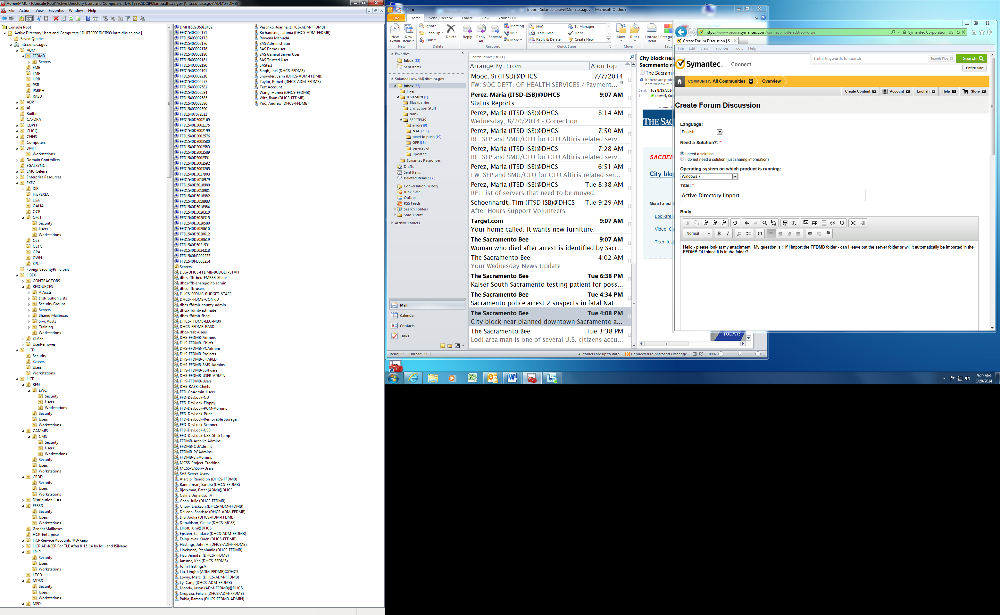 AdminMMC - [Console Root\Active Directory Users and Computers [ DHITSEECIDCIP09.intra.dhs.ca.gov ]\intra.dhs.ca.gov\ADM\FFDMB]
File Action View Favorites Window Help
Console Root
Active Directory Users and Computers [ DHITSEECIDCIP09.intra.dhs.ca.gov ]
Saved Queries
intra.dhs.ca.gov
ADM
FFDMB
Servers
FMB
FMP
HRB
PSB
PSBPH
RASD
ADP
AI
Builtin
CA-OPA
CDPH
CHCQ
CHHS
Computers
DMH
Workstations
Domain Controllers
EGALSYNC
EMC Celerra
Enterprise Resources
EXEC
DIR
HISPEXEC
LGA
OAHA
OCR
OHIT
Security
Users
Workstations
OLS
OLTC
OPA
OWH
SPCP
ForeignSecurityPrincipals
HBEX
CONTRACTORS
RESOURCES
A Accts
Distribution Lists
Security Groups
Servers
Shared Mailboxes
Srvc Accts
Training
Workstations
STAFF
UserRemoves
HCD
Security
Servers
Users
Workstations
HCP
BEN
EWC
Security
Users
Workstations
Security
Users
Workstations
CAMMIS
CMS
Security
Users
Workstations
Security
Users
Workstations
CRDD
Security
Users
Workstations
Distribution Lists
FFSRD
Security
Users
Workstations
GenericMailboxes
HCP-Enterprise
HCP-Service Accounts AD-Keep
HCP AD-KEEP For TLE After 8_15_14 by MH and JSilvano
LIHP
Security
Users
Workstations
LTCD
MDSD
Security
Users
Workstations
MED
DMH1539D5018402
FFD15403002171
FFD15403002173
FFD15403002176
FFD15403002178
FFD15403002180
FFD15403002181
FFD15403002190
FFD15403002191
FFD15403002210
FFD15403002577
FFD15403002581
FFD15403002584
FFD15403002585
FFD15403002586
FFD15403002590
FFD15407072011
FFD1540D3002169
FFD1540D3002175
FFD1540D3002199
FFD1540D3002576
FFD1540D3002580
FFD1540D3002583
FFD1540D3002589
FFD1540D3002591
FFD1540D3002592
FFD1540D3003265
FFD1540D5017903
FFD1540D5018979
FFD1540D5018980
FFD1540D5018981
FFD1540D5018982
FFD1540D5018983
FFD1540D5018984
FFD1540D5020310
FFD1540D5020315
FFD1540D5020580
FFD1540D5020610
FFD1540D5020612
FFD1540D5020619
FFD1540D5021531
FFD1540D5024218
FFD1540N3002233
FFD1540N3003254
Servers
DLG-DHCS-FFDMB-BUDGET-STAFF
dhcs-ffb-beu-EMBER-Share
dhcs-ffb-sharepoint-admin
dhcs-ffb-users
DHCS-FFDMB-BUDGET-STAFF
DHCS-FFDMB-CONFID
dhcs-ffdmb-county-admin
dhcs-ffdmb-estimate
dhcs-ffdmb-fiscal
DHCS-FFDMB-LEG-MBX
DHCS-FFDMB-RASD
dhcs-rasb-users
DHS-FFDMB-Admins
DHS-FFDMB-Chiefs
DHS-FFDMB-PCAdmins
DHS-FFDMB-Projects
DHS-FFDMB-SHARED
DHS-FFDMB-SMS-Admins
DHS-FFDMB-Software
DHS-FFDMB-USER-ADMIN
DHS-FFDMB-Users
DHS-RASB-Chiefs
FFD-CoAdmin-Users
FFD-DevLock-CD
FFD-DevLock-Floppy
FFD-DevLock-PGM-Admins
FFD-DevLock-Print
FFD-DevLock-Removable Storage
FFD-DevLock-Scanner
FFD-DevLock-USB
FFD-DevLock-USB-StickTemp
FFDMB-Archive Admins
FFDMB-OUAdmins
FFDMB-PCAdmins
FFDMB-SrvAdmins
MCSS-Project-Tracking
MCSS-SASSrv-Users
SAS-Server-Users
Alarcio, Randolph (DHCS-FFDMB)
Bannerman, Sandra (DHCS-FFDMB)
Bjorkman, Peter (ADM)@DHCS
Celine DonaldsonA
Chan, Julie (DHCS-FFDMB)
Chow, Erickson (DHCS-ADM-FFDMB)
DeLeon, Sharisse (DHCS-ADM-FFDMB)
Dib, Joulia (DHCS-ADM-FFDMB)
Donaldson, Celine (DHCS-MCSS)
Elliott, Kim@DHCS
Epstein, Candace (DHCS-ADM-FFDMB)
Fairgrieves, Karen (DHCS-FFDMB)
Hastings, John H. (DHCS-ADM-FFDMB)
Hockman, Stephanie (DHCS-FFDMB)
Hsu, Jennifer (DHCS-FFDMB)
Jansma, Ken (DHCS-FFDMB)
John HastingsA
Liu, Lingbo (ADM-FFDMB)@DHCS
Lowry, Marc (DHCS-ADM-FFDMB)
Ly, Cang (DHCS-ADM-FFDMB)
Moody, Jason (ADM-FFDMB)@DHCS
Oropeza, Felicia (DHCS-ADM-FFDMB)
Pabla, Raman (DHCS-FFDMB-ADMIN)
Peschko, Joanne (DHCS-ADM-FFDMB)
Richardson, Latonia (DHCS-ADM-FFDMB)
Rowena ManuelA
SAS Administrator
SAS Demo user
SAS General Server User
SAS Trusted User
SAStest
Singh, Joel (DHCS-FFDMB)
Snowden, Jerin (DHCS-ADM-FFDMB)
Taylor, Robert (DHCS-ADM-FFDMB)
Test Account
Wang, Humei (DHCS-FFDMB)
Witz, Ryan (DHCS-FFDMB)
Yoo, Andrew (DHCS-FFDMB)
Inbox - Solanda.Laswell@dhcs.ca.gov - Microsoft Outlook
File Home Send / Receive Folder View Adobe PDF
New E-mail New Items Ignore Clean Up Junk Delete Reply Reply All Forward Meeting IM More
NAC To Manager
Team E-mail Done
Reply & Delete Create New
Move Rules Unread/ Read Catego
New Delete Respond Quick Steps Move Tags
Favorites
Inbox (33)
Sent Items
Solanda.Laswell@dhcs.ca.gov
Inbox (33)
Fixes
ITSD Stuff (1)
Blackberries
Encryption Stuff
frank
SEP ITEMS
errors (9)
NAC (711)
need to push (19)
OFF (13)
services off
updated
Symantec Responses
Drafts
Sent Items
Deleted Items (906)
Conversation History
Junk E-mail
Outbox
RSS Feeds
Search Folders
Solo's Stuff
Archive Folders
Mail
Calendar
Contacts
Tasks
Search Inbox (Ctrl+E)
Arrange By: From A on top
Mooc, Si (ITSD)@DHCS 7/7/2014
FW: SOC DEPT. OF HEALTH SERVICES / Payment...
Perez, Maria (ITSD-ISB)@DHCS 9:07 AM
Status Reports
Perez, Maria (ITSD-ISB)@DHCS 8:14 AM
Wednesday, 8/20/2014 - Correction
Perez, Maria (ITSD-ISB)@DHCS 7:50 AM
RE: SEP and SMU/CTU for CTU Altiris related serv...
Perez, Maria (ITSD-ISB)@DHCS 7:28 AM
RE: SEP and SMU/CTU for CTU Altiris related serv...
Perez, Maria (ITSD-ISB)@DHCS 6:51 AM
FW: SEP and SMU/CTU for CTU Altiris related ser...
Perez, Maria (ITSD-ISB)@DHCS Tue 8:38 AM
RE: List of servers that need to be moved.
Schoenhardt, Tim (ITSD-ISB)@DHCS Tue 9:29 AM
After Hours Support Volunteers
Target.com 9:07 AM
Your home called. It wants new furniture.
The Sacramento Bee 9:07 AM
Woman who died after arrest is identified by Sacr...
The Sacramento Bee 4:02 AM
Your Wednesday News Update
The Sacramento Bee Tue 6:38 PM
Kaiser South Sacramento testing patient for poss...
The Sacramento Bee Tue 4:34 PM
Sacramento police arrest 2 suspects in fatal Nat...
The Sacramento Bee Tue 4:08 PM
City block near planned downtown Sacramento a...
The Sacramento Bee Tue 3:38 PM
Lodi-area man is one of several U.S. citizens accu...
City block nea
Sacramento a
The Sacram
If there are prob
here to view it in
Sent: Tue 8/19/2014
To: Laswell, So
To view t
THE SAC
SACBEE
City blo
More Latest
Lodi-area
Video: C
Teen tes
TODAY!
Items: 52 Unread: 33 All folders are up to date. Connected to Microsoft Exchange 100%
https://www-secure.symantec.com/connect/node/add/sc-forum Symantec Corporation [US]
Create Forum Discussion | S...
File Edit View Favorites Tools Help
Symantec. Connect
Enter keywords to search... Search Tips Search
Entire Site
COMMUNITY: All Communities Overview
Create Content Account English Help Store
Create Forum Discussion
Language:
English
Need a Solution?: *
I need a solution
I do not need a solution (just sharing information)
Operating system on which product is running:
Windows 7
Title: *
Active Directory Import
Body:
Normal B I
Hello - please look at my attachment. My question is : If I import the FFDMB folder - can I leave out the server folder or will it automatically be imported in the
FFDMB OU since it is in the folder?
9:29 AM
8/20/2014